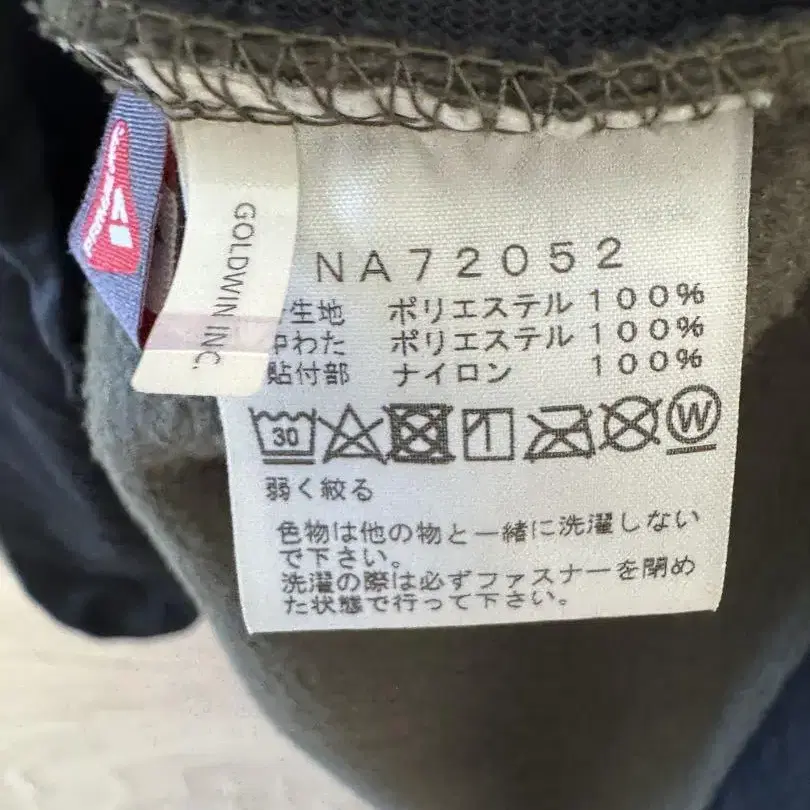 GOLDWIN INC.
NA72052
生地 ポリエステル 100%
中わた ポリエステル 100%
貼付部 ナイロン 100%
30
W
弱く絞る
色物は他の物と一緒に洗濯しない
で下さい。
洗濯の際は必ずファスナーを閉め
た状態で行って下さい。